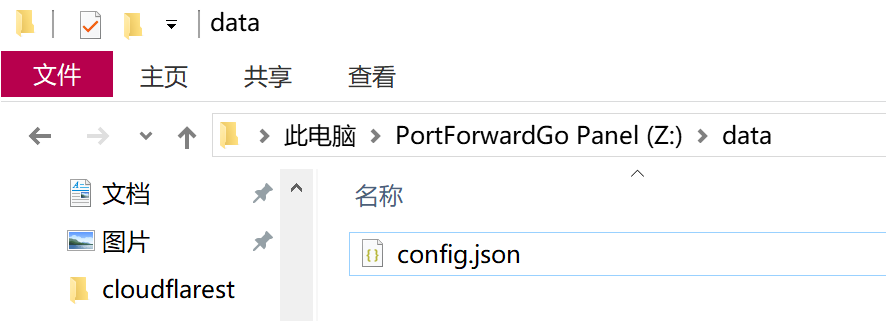 data
文件 主页 共享 查看
此电脑 PortForwardGo Panel (Z:) data
文档
名称
图片
config.json
cloudflarest